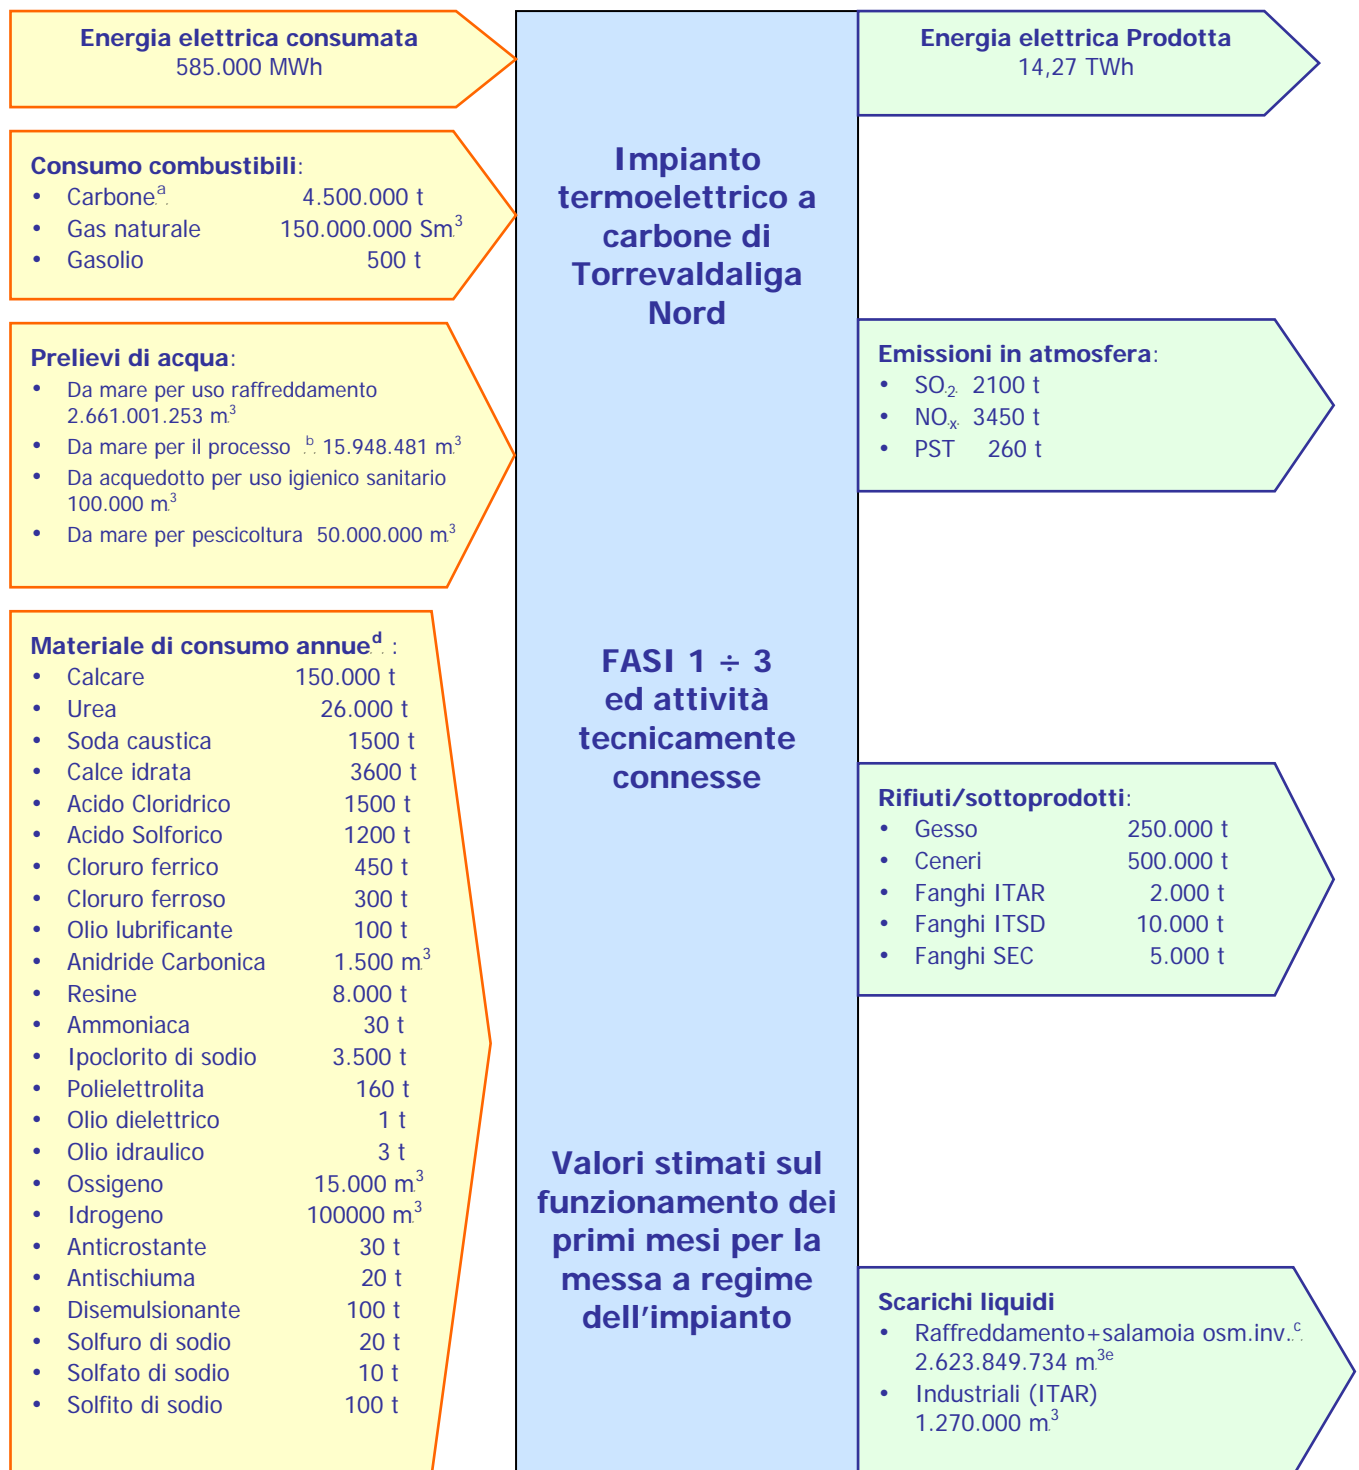 Energia elettrica consumata
585.000 MWh
Consumo combustibili:
• Carbone a 4.500.000 t
• Gas naturale 150.000.000 Sm3
• Gasolio 500 t
Prelievi di acqua:
• Da mare per uso raffreddamento
2.661.001.253 m3
• Da mare per il processo b 15.948.481 m3
• Da acquedotto per uso igienico sanitario
100.000 m3
• Da mare per pescicoltura 50.000.000 m3
Materiale di consumo annue d :
• Calcare 150.000 t
• Urea 26.000 t
• Soda caustica 1500 t
• Calce idrata 3600 t
• Acido Cloridrico 1500 t
• Acido Solforico 1200 t
• Cloruro ferrico 450 t
• Cloruro ferroso 300 t
• Olio lubrificante 100 t
• Anidride Carbonica 1.500 m3
• Resine 8.000 t
• Ammoniaca 30 t
• Ipoclorito di sodio 3.500 t
• Polielettrolita 160 t
• Olio dielettrico 1 t
• Olio idraulico 3 t
• Ossigeno 15.000 m3
• Idrogeno 100000 m3
• Anticrostante 30 t
• Antischiuma 20 t
• Disemulsionante 100 t
• Solfuro di sodio 20 t
• Solfato di sodio 10 t
• Solfito di sodio 100 t
Impianto
termoelettrico a
carbone di
Torrevaldaliga
Nord
FASI 1 ÷ 3
ed attività
tecnicamente
connesse
Valori stimati sul
funzionamento dei
primi mesi per la
messa a regime
dell'impianto
Energia elettrica Prodotta
14,27 TWh
Emissioni in atmosfera:
• SO2 2100 t
• NOx 3450 t
• PST 260 t
Rifiuti/sottoprodotti:
• Gesso 250.000 t
• Ceneri 500.000 t
• Fanghi ITAR 2.000 t
• Fanghi ITSD 10.000 t
• Fanghi SEC 5.000 t
Scarichi liquidi
• Raffreddamento+salamoia osm.inv. c
2.623.849.734 m3e
• Industriali (ITAR)
1.270.000 m3